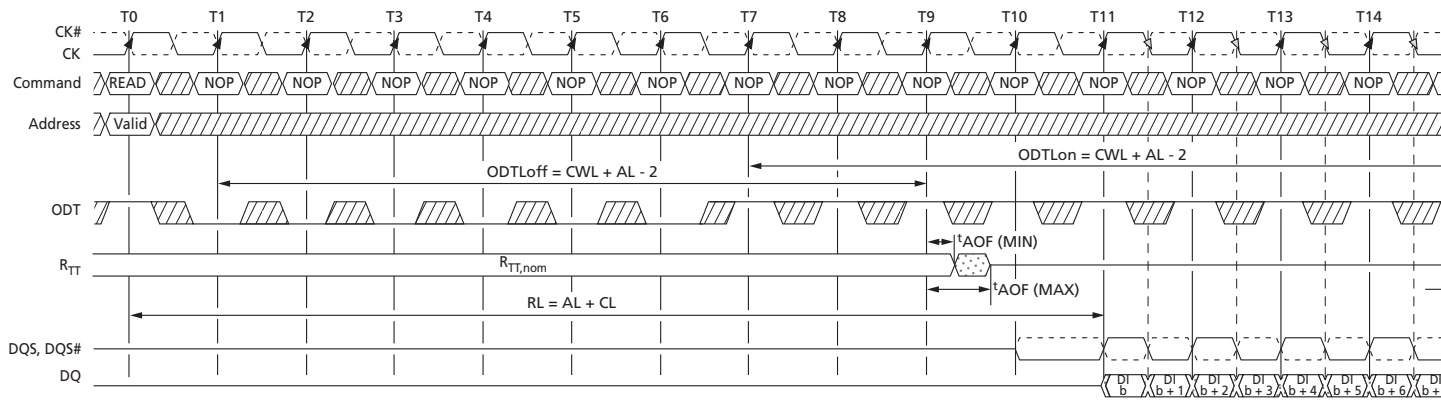 T0 T1 T2 T3 T4 T5 T6 T7 T8 T9 T10 T11 T12 T13 T14
CK#
CK
Command READ NOP NOP NOP NOP NOP NOP NOP NOP NOP NOP NOP NOP NOP NOP
Address Valid
ODTLon = CWL + AL - 2
ODTLoff = CWL + AL - 2
ODT
tAOF (MIN)
RTT RTT,nom
tAOF (MAX)
RL = AL + CL
DQS, DQS#
DQ
DI b DI b + 1 DI b + 2 DI b + 3 DI b + 4 DI b + 5 DI b + 6